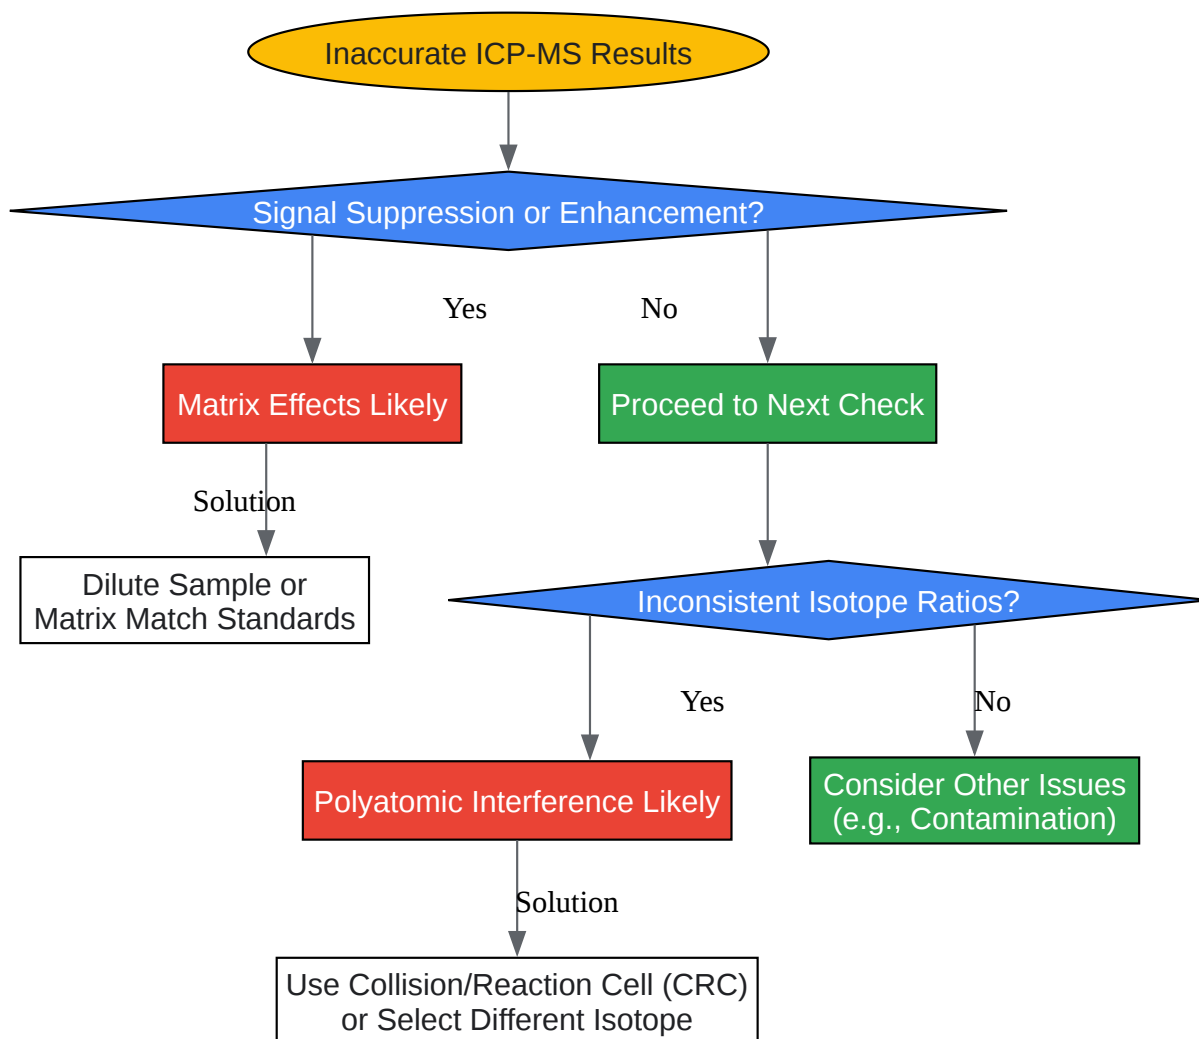 Inaccurate ICP-MS Results
Signal Suppression or Enhancement?
Yes
No
Matrix Effects Likely
Proceed to Next Check
Solution
Dilute Sample or
Matrix Match Standards
Inconsistent Isotope Ratios?
Yes
No
Polyatomic Interference Likely
Consider Other Issues
(e.g., Contamination)
Solution
Use Collision/Reaction Cell (CRC)
or Select Different Isotope